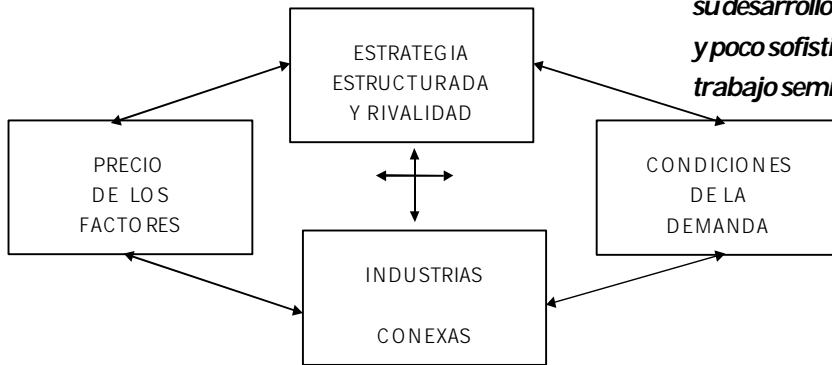 su desarrollo
y poco sofisti
trabajo semi
ESTRATEGIA
ESTRUCTURADA
Y RIVALIDAD
PRECIO
DE LOS
FACTORES
CONDICIONES
DE LA
DEMANDA
INDUSTRIAS
CONEXAS